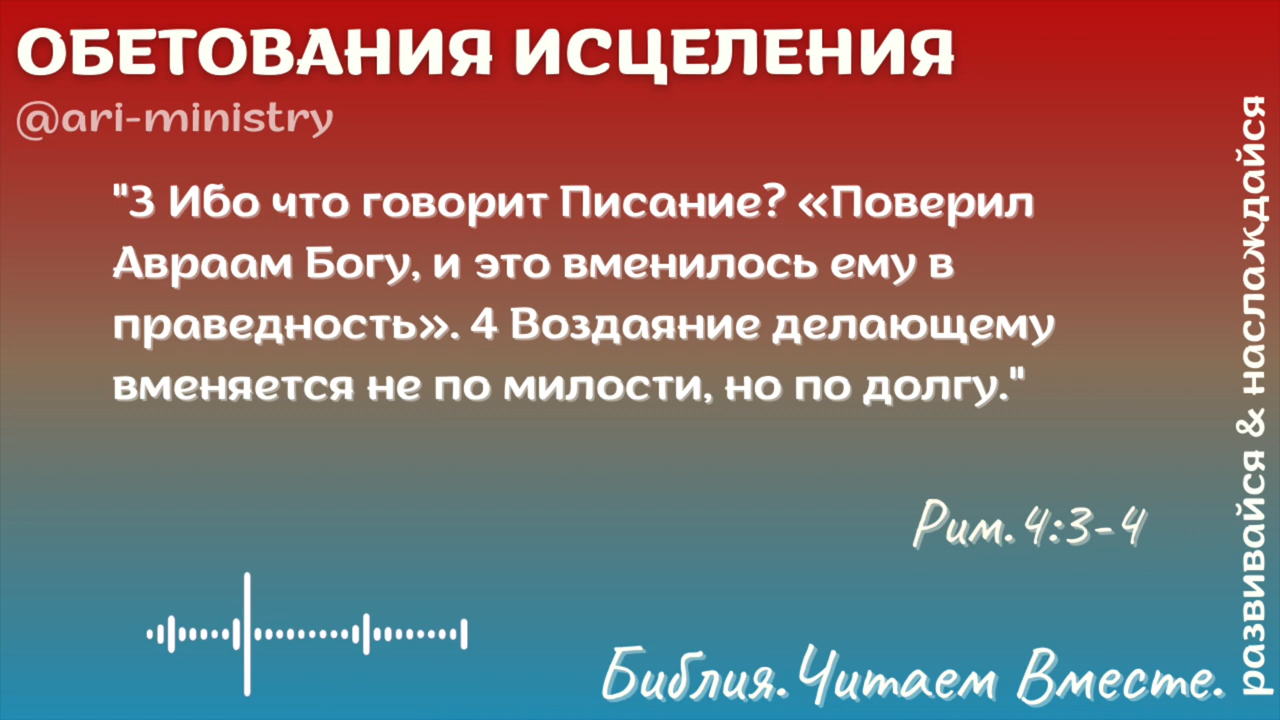 ОБЕТОВАНИЯ ИСЦЕЛЕНИЯ
@ari-ministry
"3 Ибо что говорит Писание? «Поверил
Авраам Богу, и это вменилось ему в
праведность». 4 Воздаяние делающему
вменяется не по милости, но по долгу."
Рим. 4:3-4
Библия. Читаем Вместе.
развивайся & наслаждайся